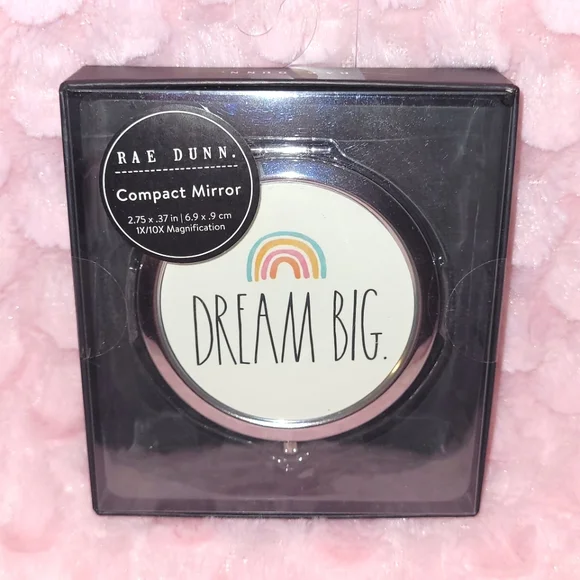 RAE DUNN.
Compact Mirror
2.75 x .37 in | 6.9 x .9 cm
1X/10X Magnification
DREAM BIG.